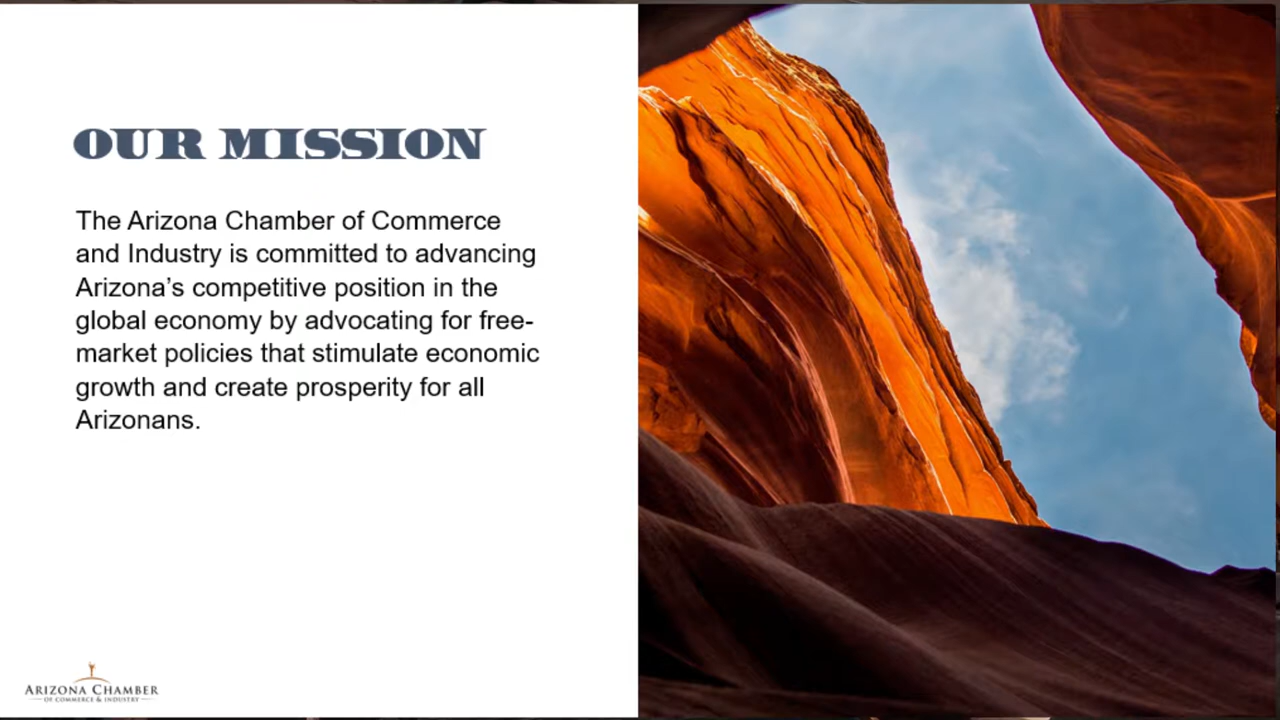 OUR MISSION
The Arizona Chamber of Commerce
and Industry is committed to advancing
Arizona’s competitive position in the
global economy by advocating for free-
market policies that stimulate economic
growth and create prosperity for all
Arizonans.
ARIZONA CHAMBER
OF COMMERCE & INDUSTRY